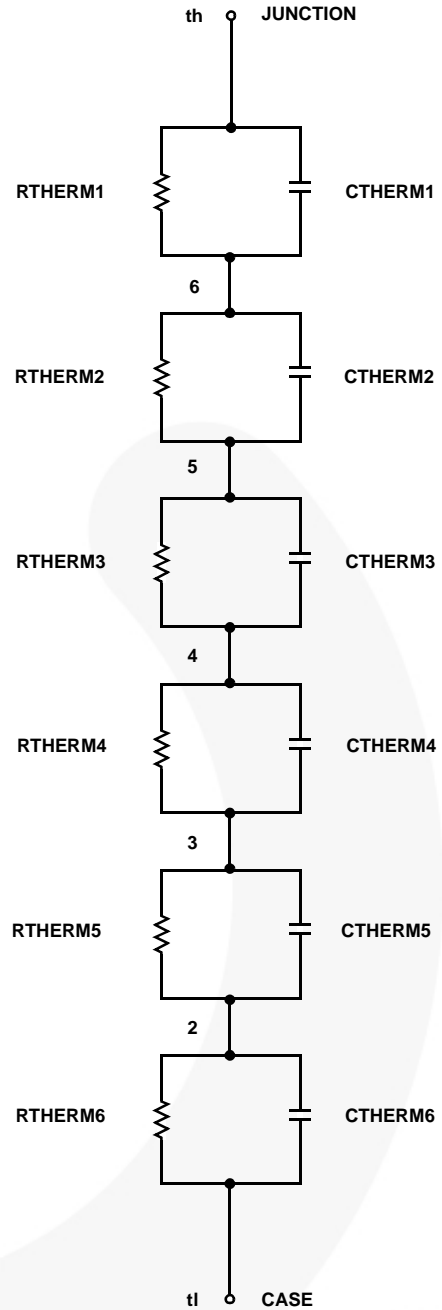 th JUNCTION
RTHERM1 CTHERM1
6
RTHERM2 CTHERM2
5
RTHERM3 CTHERM3
4
RTHERM4 CTHERM4
3
RTHERM5 CTHERM5
2
RTHERM6 CTHERM6
tl CASE